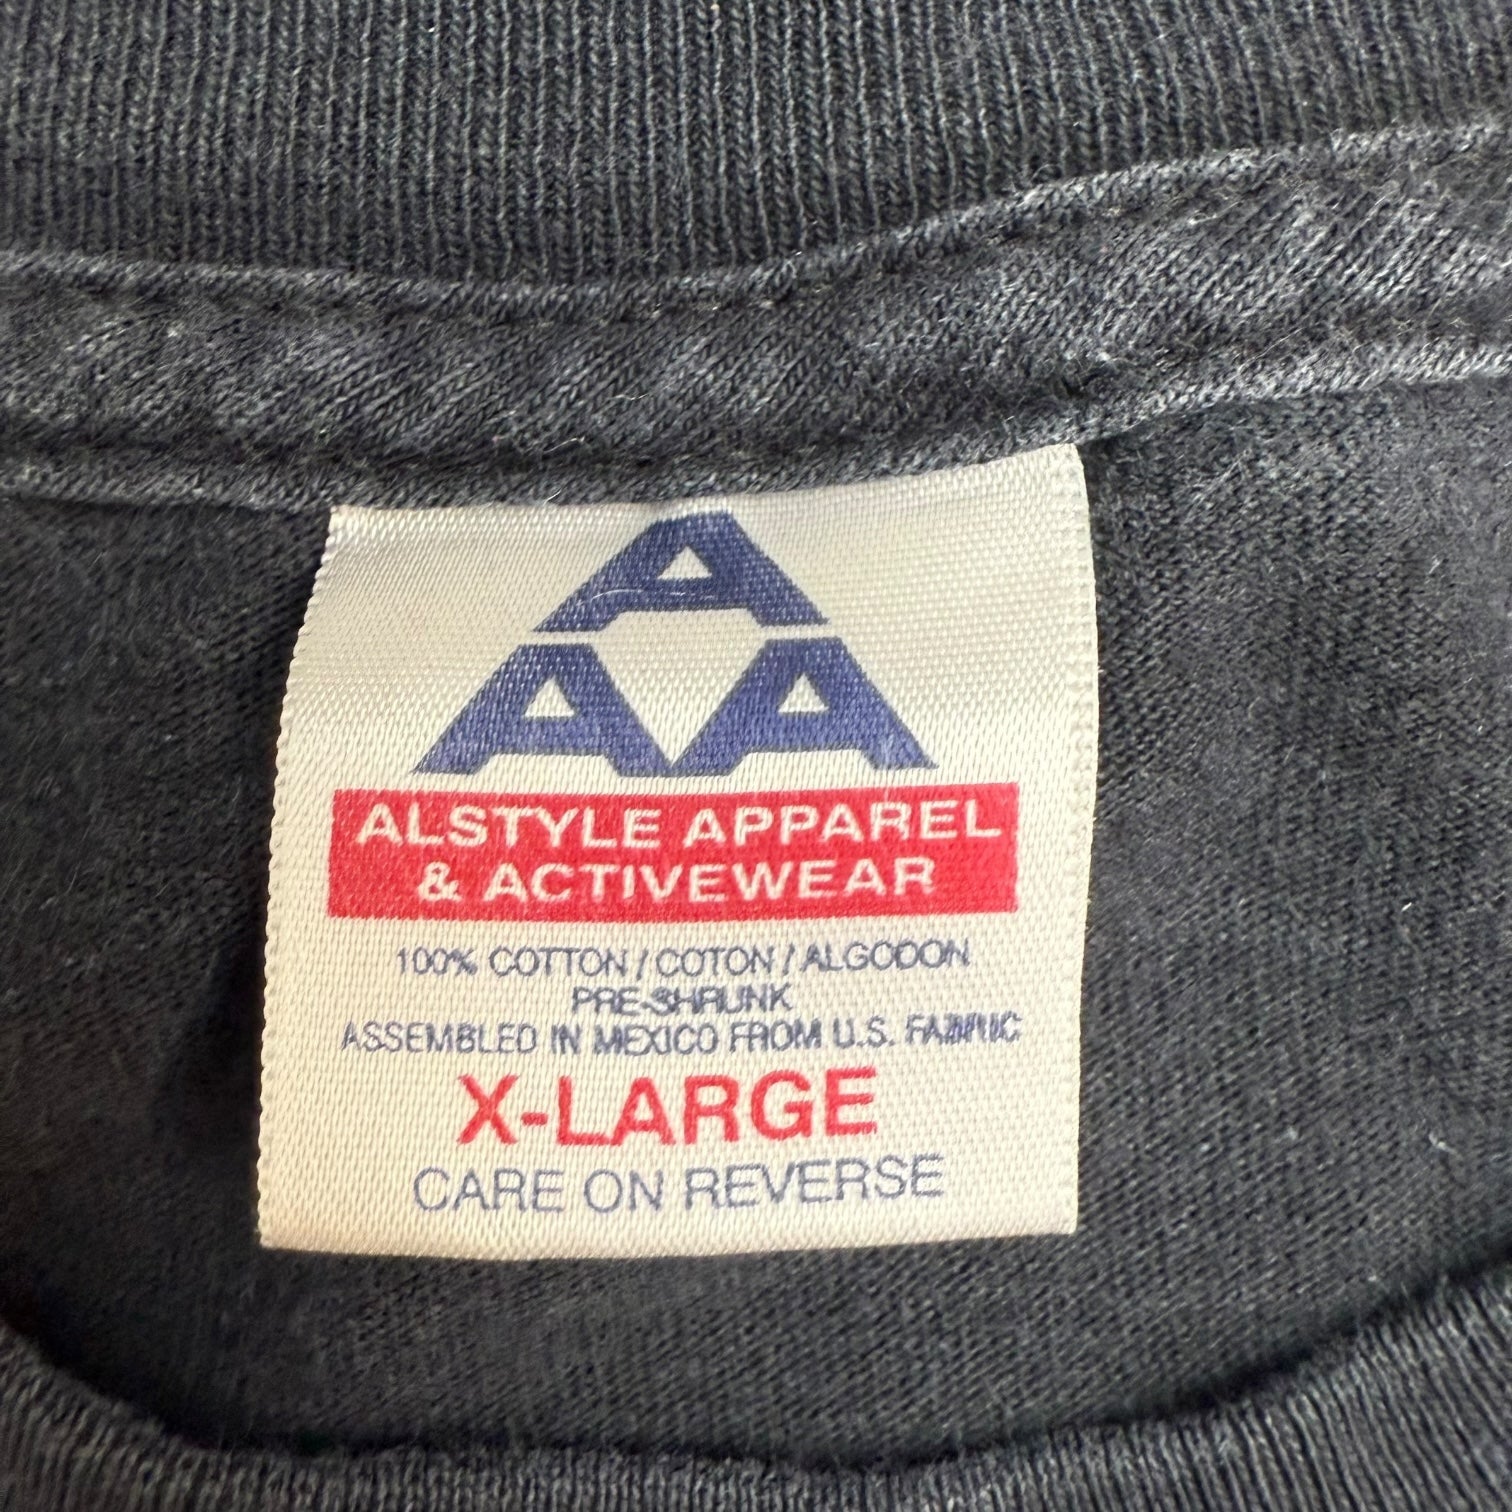 A
A A
ALSTYLE APPAREL
& ACTIVEWEAR
100% COTTON / COTON / ALGODON
PRE-SHRUNK
ASSEMBLED IN MEXICO FROM U.S. FABRIC
X-LARGE
CARE ON REVERSE